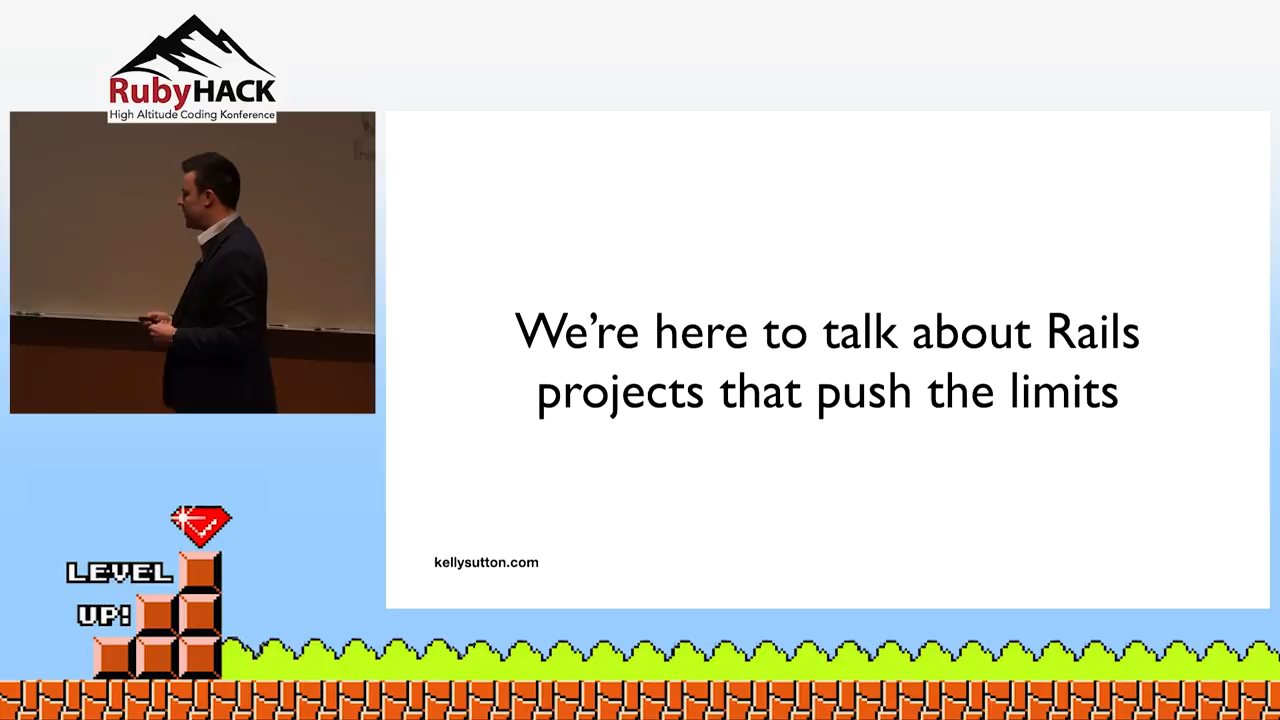 RubyHACK
High Altitude Coding Konference
We're here to talk about Rails
projects that push the limits
kellysutton.com
LEVEL
UP!